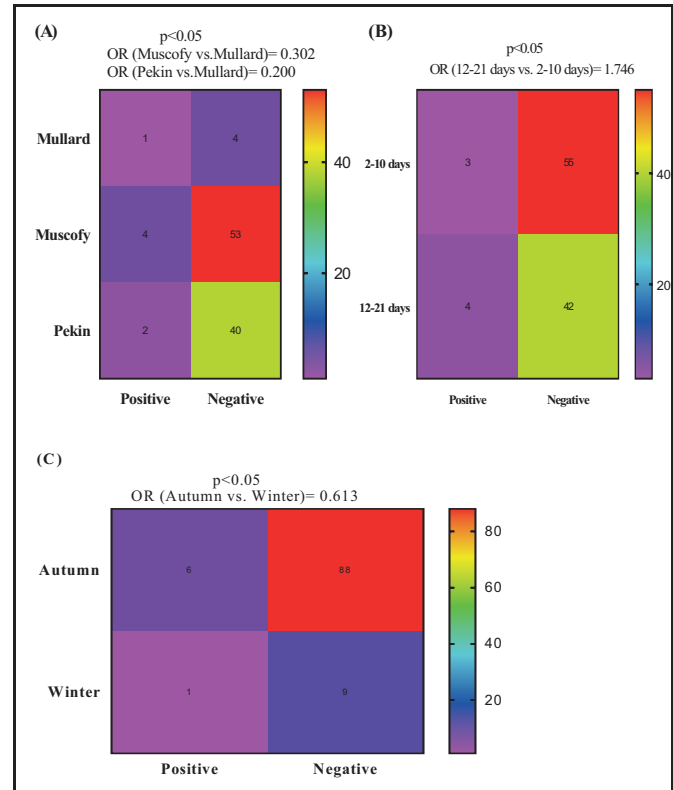 (A)
p<0.05
OR (Muscofy vs.Mullard)= 0.302
OR (Pekin vs.Mullard)= 0.200
Mullard
1
4
Muscofy
4
53
Pekin
2
40
Positive
Negative
40
20
(B)
p<0.05
OR (12-21 days vs. 2-10 days)= 1.746
2-10 days
3
55
12-21 days
4
42
Positive
Negative
40
20
(C)
p<0.05
OR (Autumn vs. Winter)= 0.613
Autumn
6
88
Winter
1
9
Positive
Negative
80
60
40
20